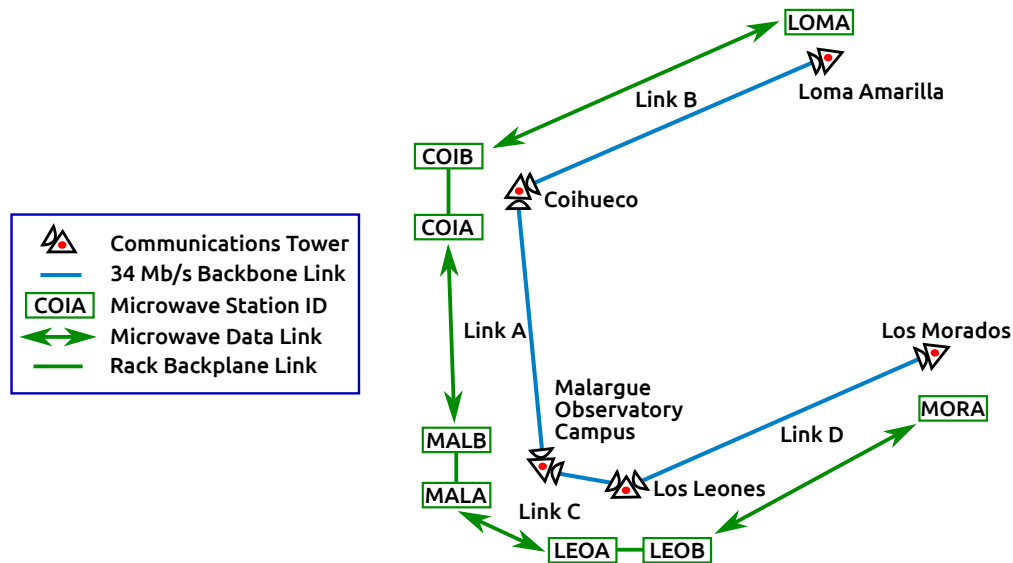 LOMA
Loma Amarilla
Link B
COIB
Coihueco
COIA
Communications Tower
34 Mb/s Backbone Link
COIA Microwave Station ID
Microwave Data Link
Rack Backplane Link
Link A
Los Morados
Malargue
Observatory
Campus
MORA
MALB
Link D
MALA
Los Leones
Link C
LEOA
LEOB